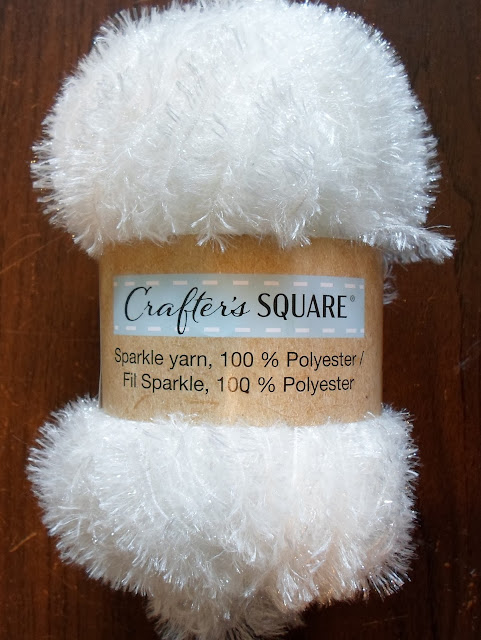 Crafter's SQUARE®
Sparkle yarn, 100 % Polyester /
Fil Sparkle, 100 % Polyester